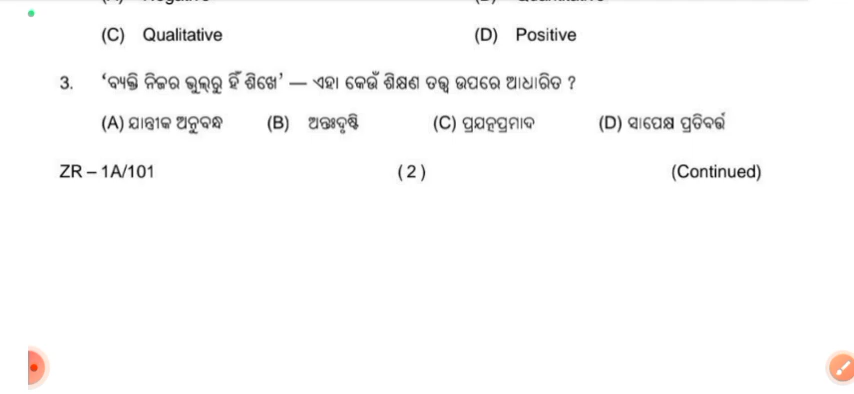 (C) Qualitative (D) Positive
3. ‘ବ୍ୟକ୍ତି ନିଜର ଭୁଲ୍‌ରୁ ହିଁ ଶିଖେ’ — ଏହା କେଉଁ ଶିକ୍ଷଣ ତତ୍ତ୍ୱ ଉପରେ ଆଧାରିତ ?
(A) ଯାନ୍ତ୍ରୀକ ଅନୁବନ୍ଧ (B) ଅନ୍ତଃଦୃଷ୍ଟି (C) ପ୍ରଯତ୍ନପ୍ରମାଦ (D) ସାପେକ୍ଷ ପ୍ରତିବର୍ତ୍ତ
ZR – 1A/101 ( 2 ) (Continued)